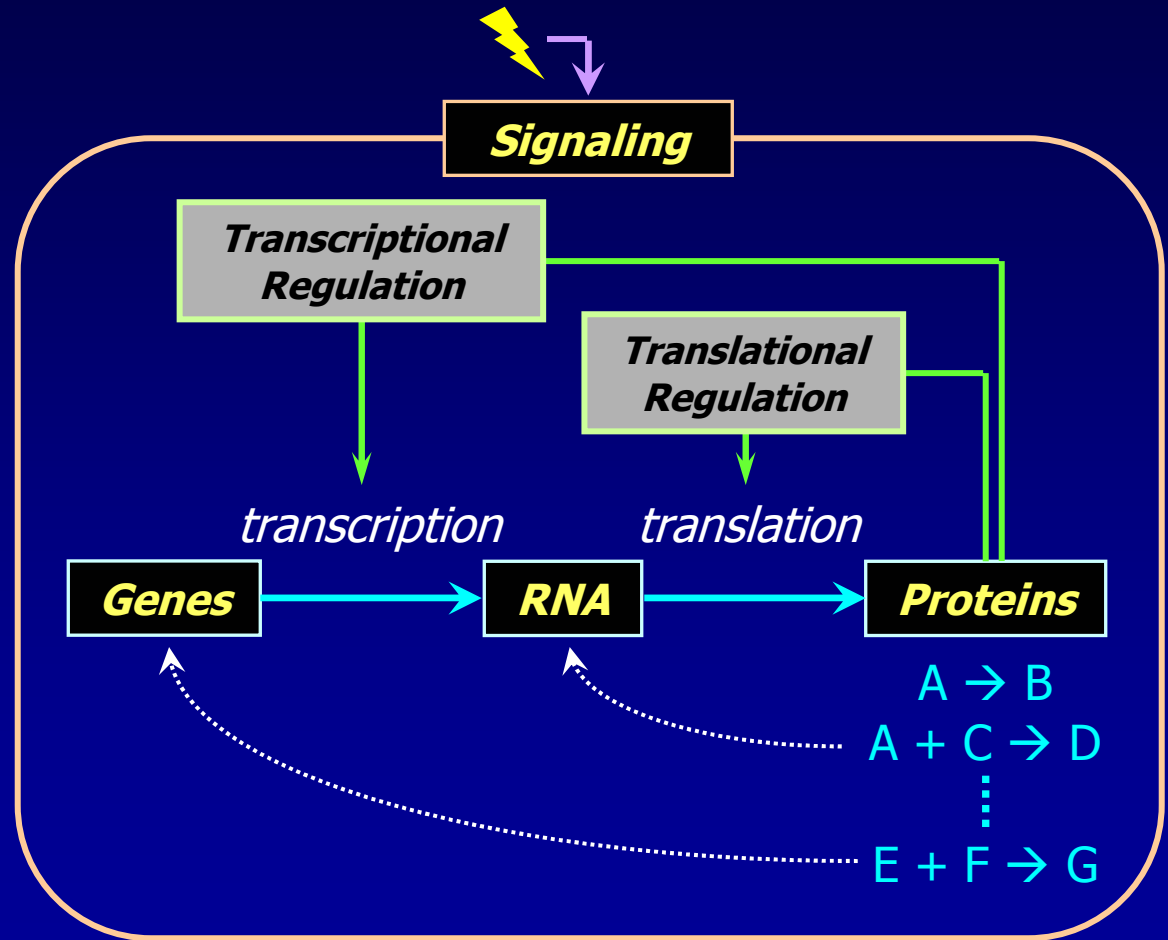 Signaling
Transcriptional
Regulation
Translational
Regulation
transcription
translation
Genes
RNA
Proteins
A → B
A + C → D
E + F → G